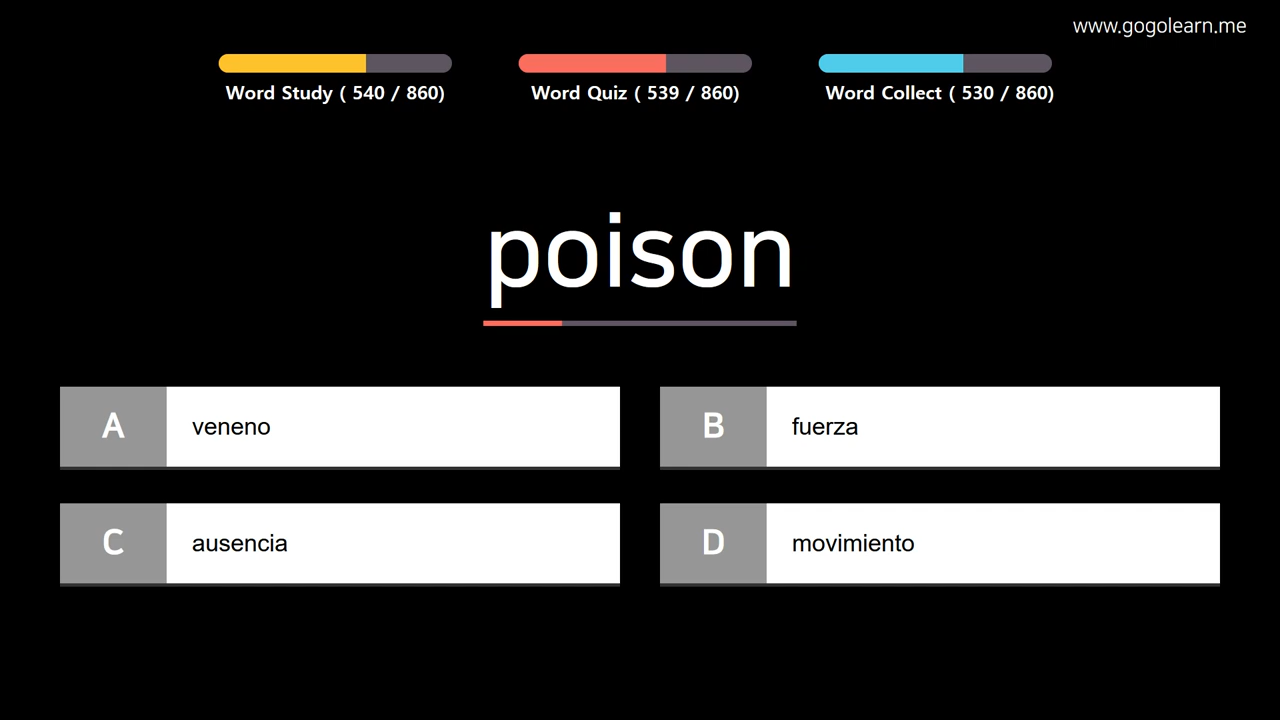 www.gogolearn.me
Word Study ( 540 / 860)
Word Quiz ( 539 / 860)
Word Collect ( 530 / 860)
poison
A veneno
B fuerza
C ausencia
D movimiento